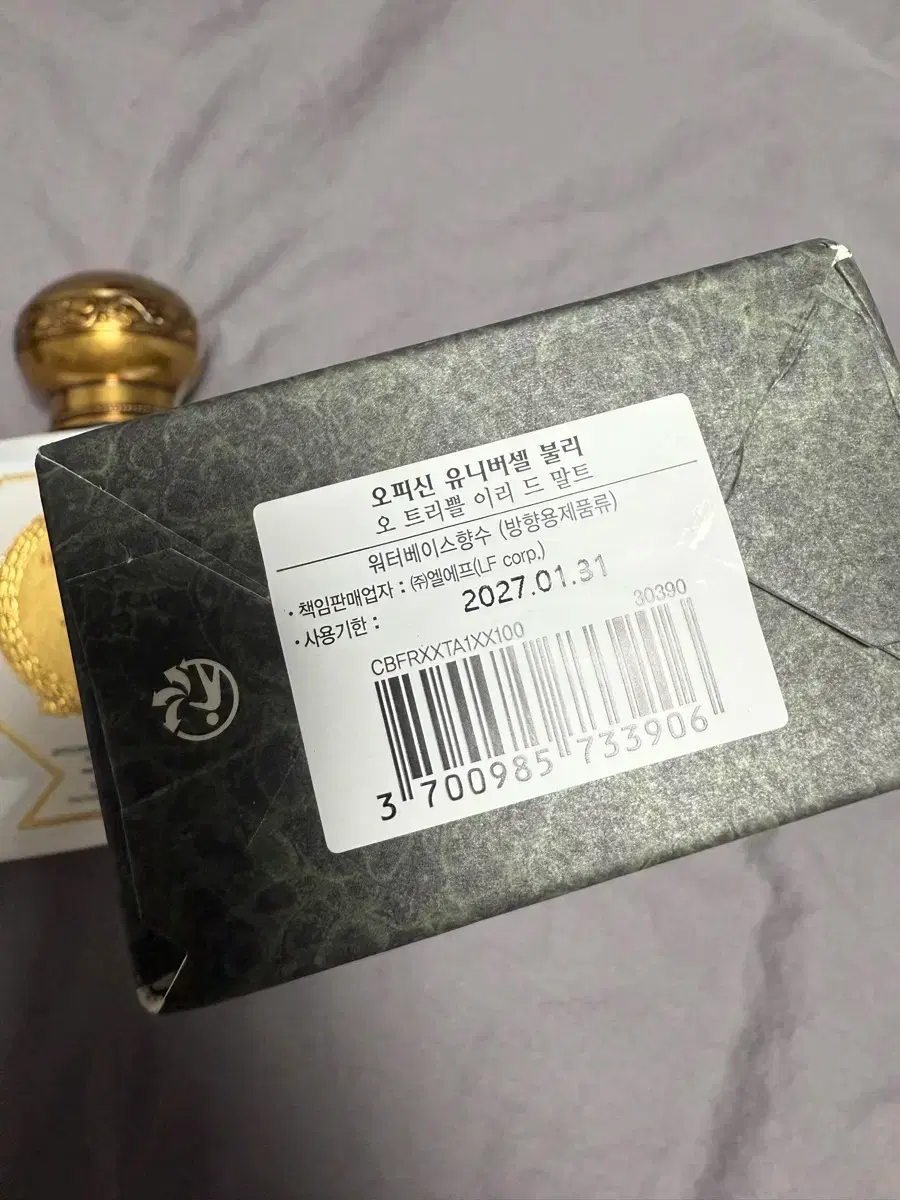 오피신 유니버셀 불리
오 트리쁠 이리 드 말트
워터베이스향수 (방향용제품류)
• 책임판매업자 : ㈜엘에프(LF corp.)
• 사용기한 : 2027.01.31
30390
CBFRXXTA1XX100
3 700985 733906